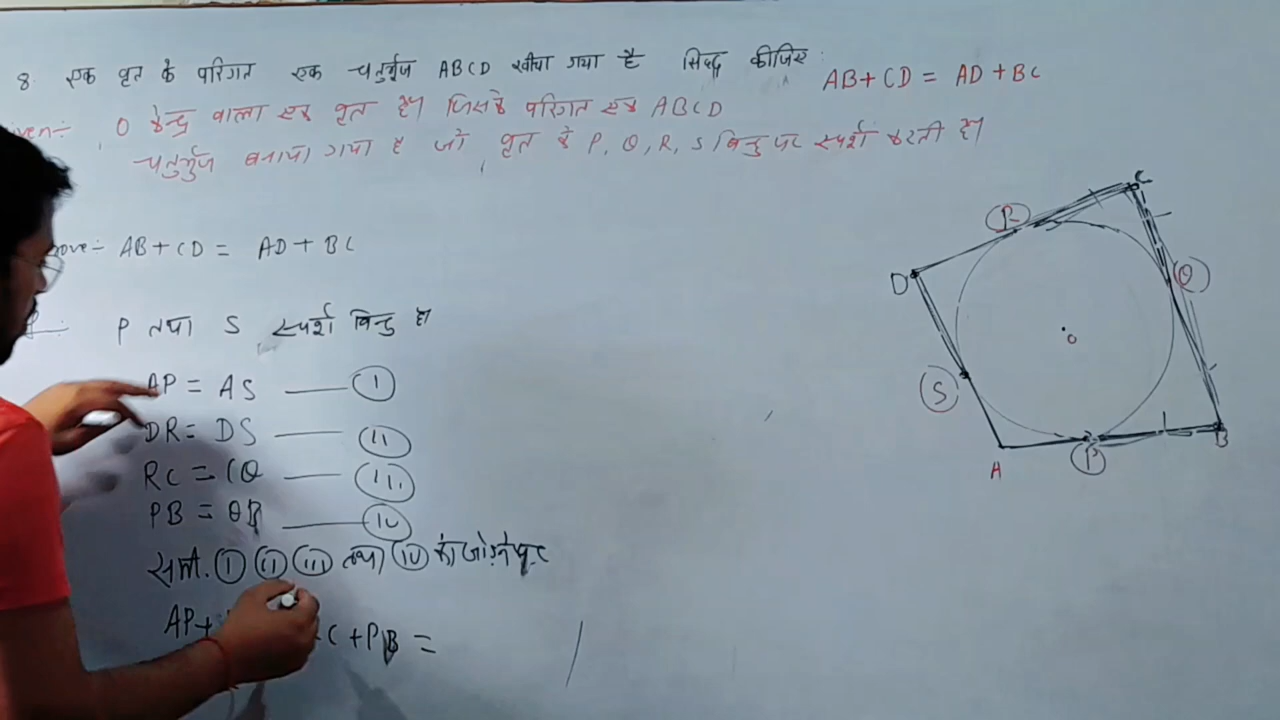 8. एक वृत के परिगत एक चतुर्भुज ABCD खींचा गया है सिद्ध कीजिए
AB+CD = AD+BC
iven:- O केन्द्र वाला एक वृत है। जिसके परिगत एक ABCD
चतुर्भुज बनाया गया है जो वृत के P, Q, R, S बिन्दु पर स्पर्श करती है।
ove:- AB+CD = AD+BC
P तथा S स्पर्श बिन्दु है।
AP = AS — I
DR = DS — II
RC = CQ — III
PB = QB — IV
समी. I II III तथा IV को जोड़ने पर
AP+ C + PB =
C
R
D
Q
O
S
B
A
P